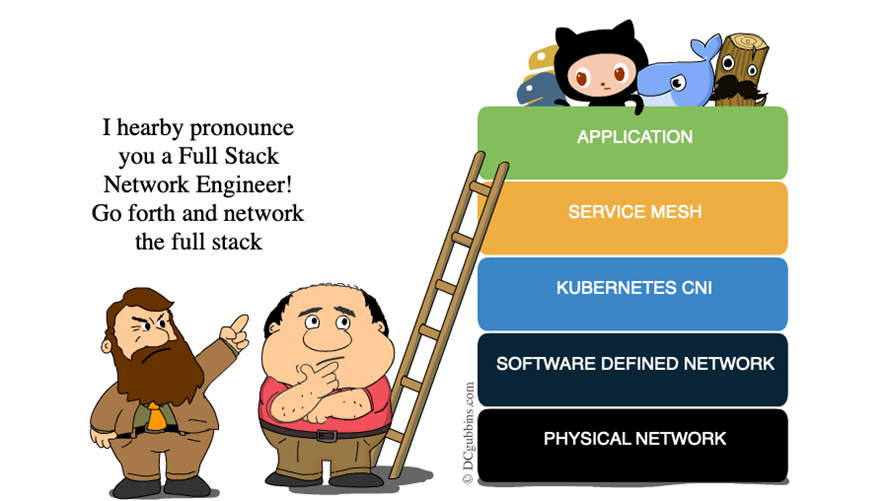 I hearby pronounce
you a Full Stack
Network Engineer!
Go forth and network
the full stack
APPLICATION
SERVICE MESH
KUBERNETES CNI
SOFTWARE DEFINED NETWORK
PHYSICAL NETWORK
© DCgubbins.com